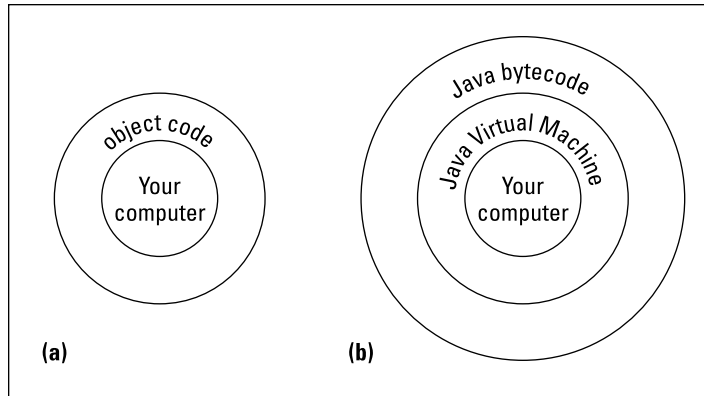 object code
Your
computer
(a)
Java bytecode
Java Virtual Machine
Your
computer
(b)